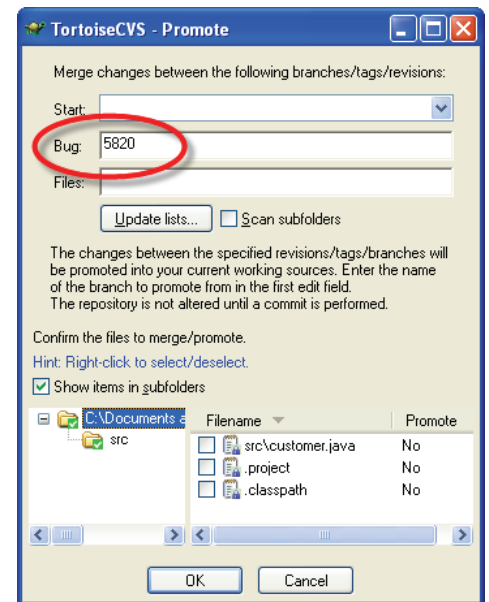 TortoiseCVS - Promote
Merge changes between the following branches/tags/revisions:
Start:
Bug: 5820
Files:
Update lists... Scan subfolders
The changes between the specified revisions/tags/branches will
be promoted into your current working sources. Enter the name
of the branch to promote from in the first edit field.
The repository is not altered until a commit is performed.
Confirm the files to merge/promote.
Hint: Right-click to select/deselect.
Show items in subfolders
C:\Documents a Filename Promote
src src\customer.java No
.project No
.classpath No
OK Cancel